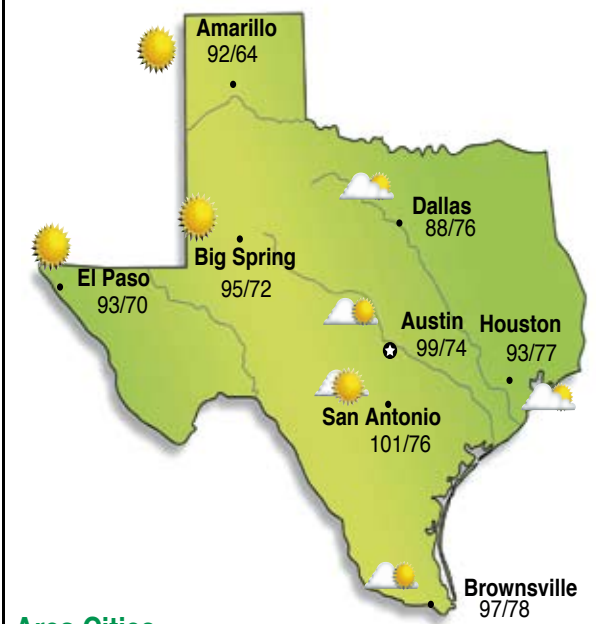 Amarillo
92/64
Dallas
88/76
Big Spring
95/72
El Paso
93/70
Austin
99/74
Houston
93/77
San Antonio
101/76
Brownsville
97/78
Area Cities